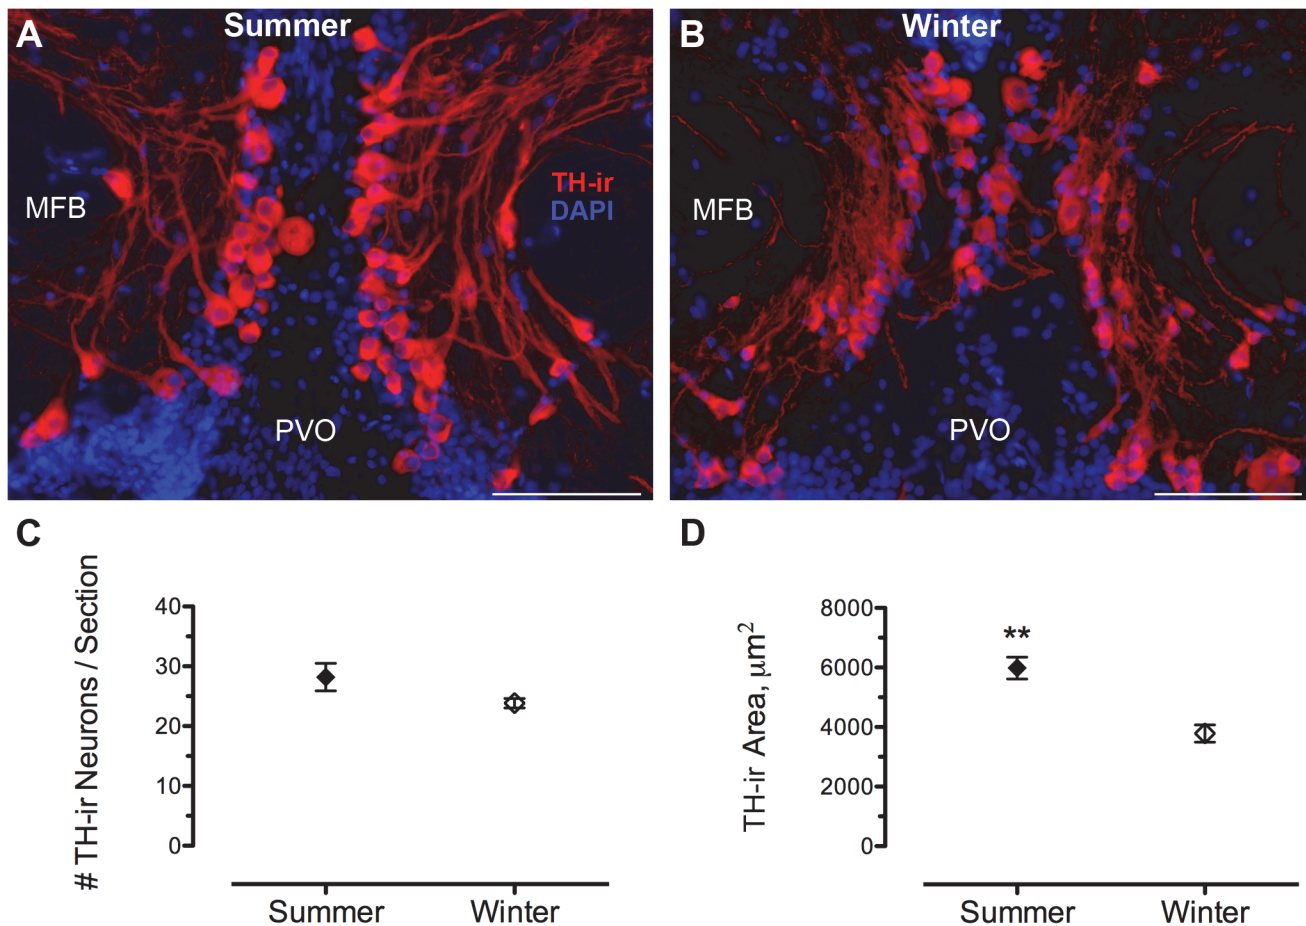 A
Summer
MFB
TH-ir
DAPI
PVO
B
Winter
MFB
PVO
C
# TH-ir Neurons / Section
40
30
20
10
0
Summer
Winter
D
TH-ir Area, μm²
8000
6000
4000
2000
0
**
Summer
Winter